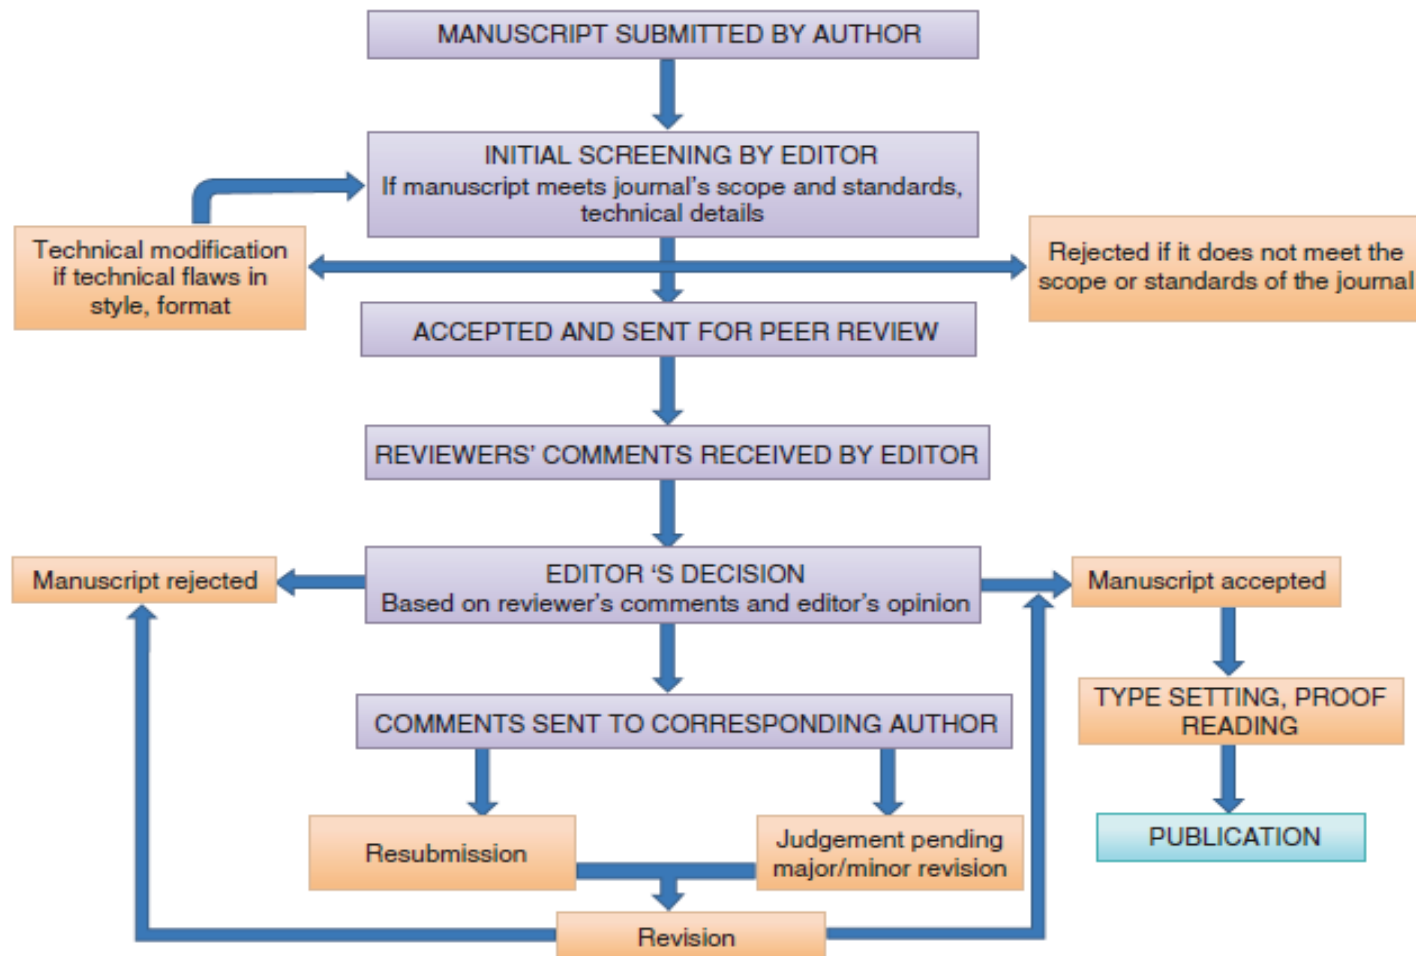 MANUSCRIPT SUBMITTED BY AUTHOR
INITIAL SCREENING BY EDITOR
If manuscript meets journal's scope and standards,
technical details
Technical modification
if technical flaws in
style, format
Rejected if it does not meet the
scope or standards of the journal
ACCEPTED AND SENT FOR PEER REVIEW
REVIEWERS' COMMENTS RECEIVED BY EDITOR
Manuscript rejected
EDITOR 'S DECISION
Based on reviewer's comments and editor's opinion
Manuscript accepted
COMMENTS SENT TO CORRESPONDING AUTHOR
TYPE SETTING, PROOF
READING
Resubmission
Judgement pending
major/minor revision
PUBLICATION
Revision